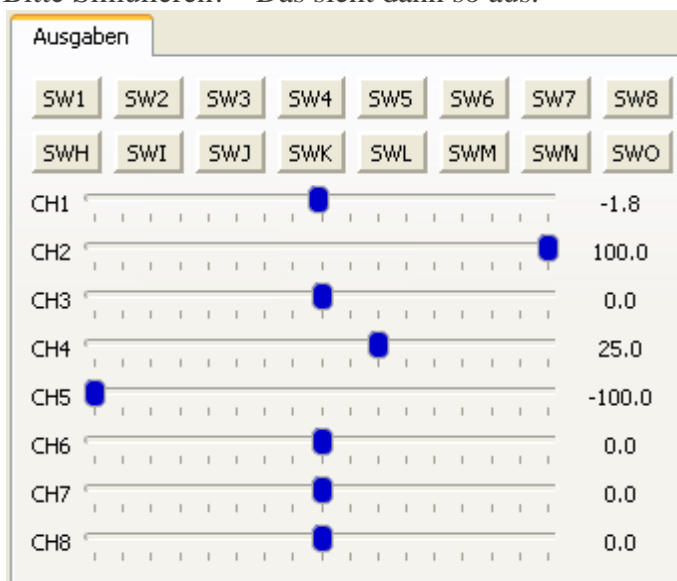 Ausgaben
SW1 SW2 SW3 SW4 SW5 SW6 SW7 SW8
SWH SWI SWJ SWK SWL SWM SWN SWO
CH1 -1.8
CH2 100.0
CH3 0.0
CH4 25.0
CH5 -100.0
CH6 0.0
CH7 0.0
CH8 0.0